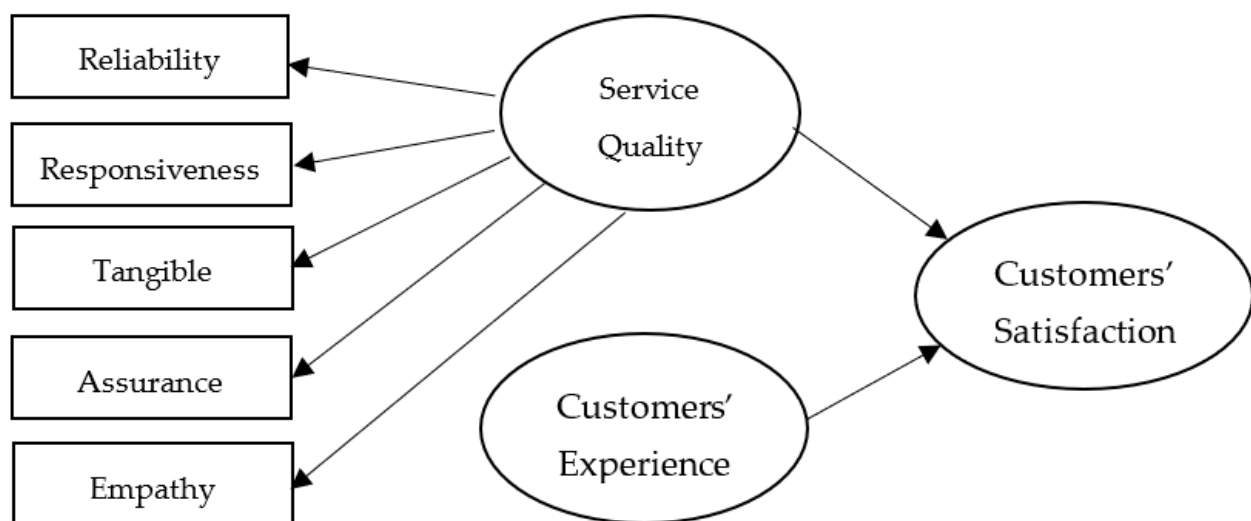 Reliability
Responsiveness
Tangible
Assurance
Empathy
Service
Quality
Customers’
Experience
Customers’
Satisfaction